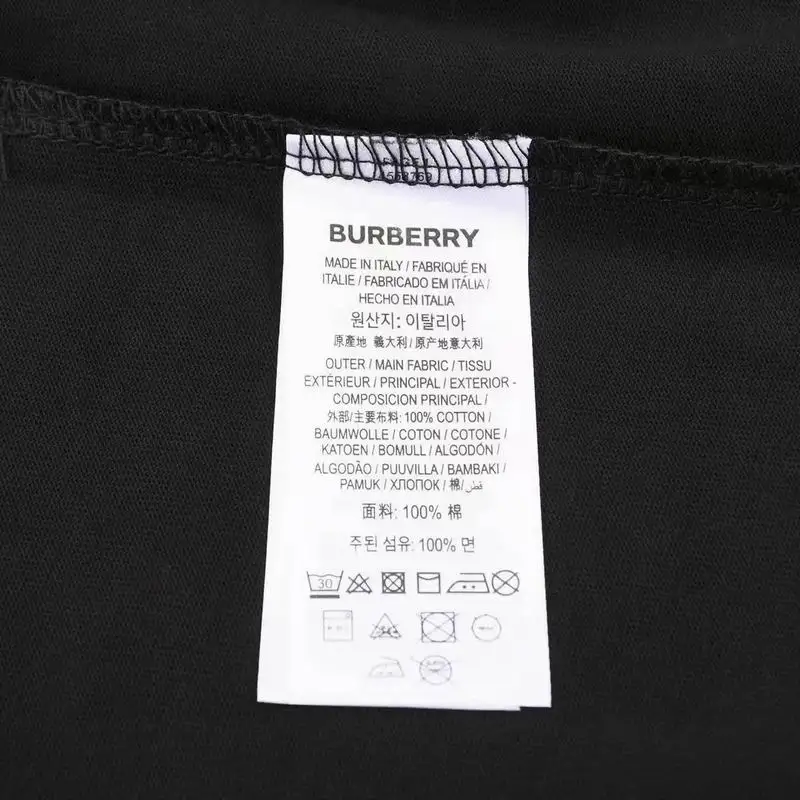 BURBERRY
MADE IN ITALY / FABRIQUÉ EN
ITALIE / FABRICADO EM ITÁLIA /
HECHO EN ITALIA
원산지: 이탈리아
原產地 義大利 / 原产地意大利
OUTER / MAIN FABRIC / TISSU
EXTÉRIEUR / PRINCIPAL / EXTERIOR -
COMPOSICION PRINCIPAL /
外部/主要布料: 100% COTTON /
BAUMWOLLE / COTON / COTONE /
KATOEN / BOMULL / ALGODÓN /
ALGODÃO / PUUVILLA / BAMBAKI /
PAMUK / ХЛОПОК / 棉/ قطن
面料: 100% 棉
주된 섬유: 100% 면
30